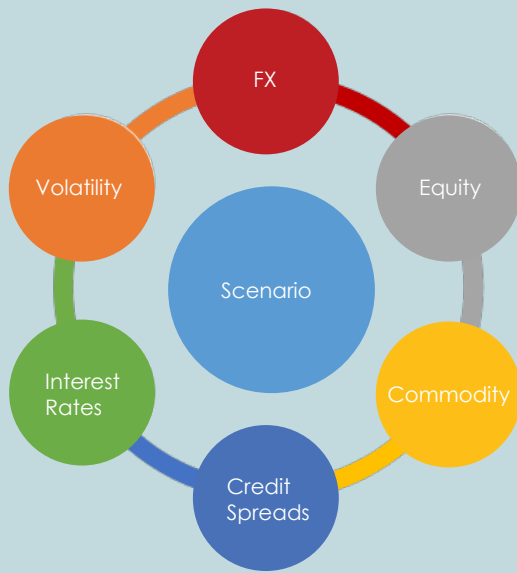 FX
Volatility
Equity
Scenario
Interest
Rates
Commodity
Credit
Spreads